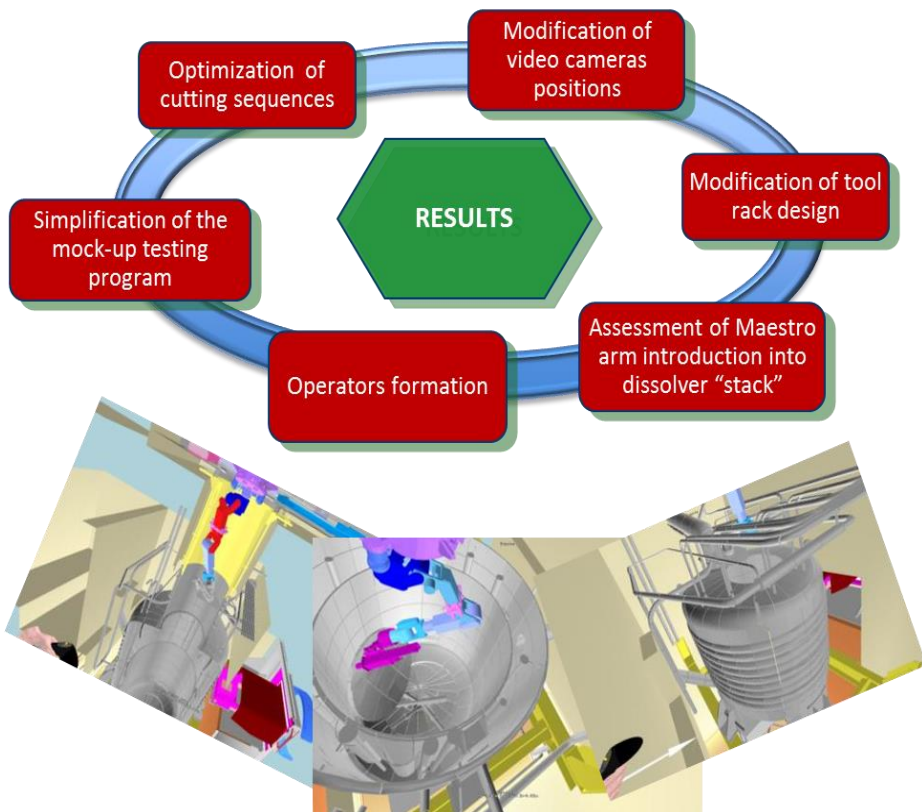 Modification of
video cameras
positions
Optimization of
cutting sequences
Modification of tool
rack design
RESULTS
Simplification of the
mock-up testing
program
Assessment of Maestro
arm introduction into
dissolver “stack”
Operators formation